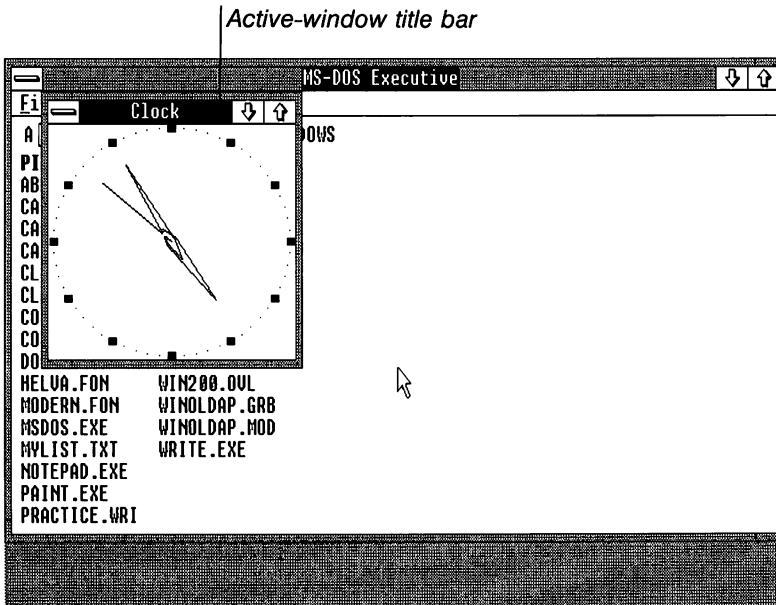 Active-window title bar
MS-DOS Executive
Fi
Clock
A
DOWS
PI
AB
CA
CA
CA
CL
CL
CO
CO
DO
HELVA.FON WIN200.OVL
MODERN.FON WINOLDAP.GRB
MSDOS.EXE WINOLDAP.MOD
MYLIST.TXT WRITE.EXE
NOTEPAD.EXE
PAINT.EXE
PRACTICE.WRI